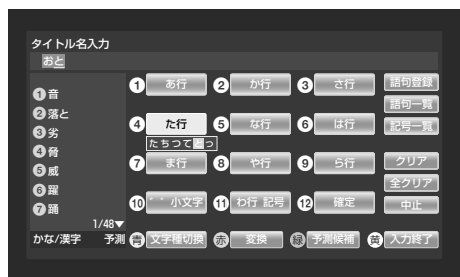 タイトル名入力
おと
①音
②落と
③劣
④脅
⑤威
⑥躍
⑦踊
1/48▼
かな/漢字 予測
① あ行 ② か行 ③ さ行
④ た行 ⑤ な行 ⑥ は行
たちつてとっ
⑦ ま行 ⑧ や行 ⑨ ら行
⑩ ゛゜小文字 ⑪ わ行 記号 ⑫ 確定
語句登録
語句一覧
記号一覧
クリア
全クリア
中止
青 文字種切換 赤 変換 緑 予測候補 黄 入力終了